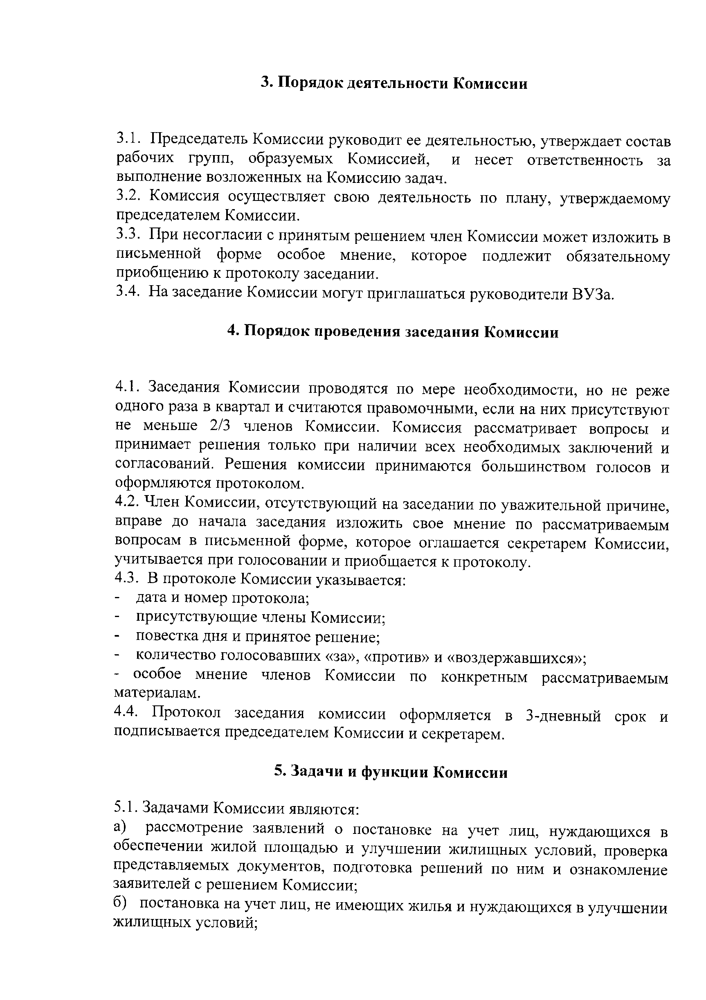 3. Порядок деятельности Комиссии
3.1. Председатель Комиссии руководит ее деятельностью, утверждает состав
рабочих групп, образуемых Комиссией, и несет ответственность за
выполнение возложенных на Комиссию задач.
3.2. Комиссия осуществляет свою деятельность по плану, утверждаемому
председателем Комиссии.
3.3. При несогласии с принятым решением член Комиссии может изложить в
письменной форме особое мнение, которое подлежит обязательному
приобщению к протоколу заседании.
3.4. На заседание Комиссии могут приглашаться руководители ВУЗа.
4. Порядок проведения заседания Комиссии
4.1. Заседания Комиссии проводятся по мере необходимости, но не реже
одного раза в квартал и считаются правомочными, если на них присутствуют
не меньше 2/3 членов Комиссии. Комиссия рассматривает вопросы и
принимает решения только при наличии всех необходимых заключений и
согласований. Решения комиссии принимаются большинством голосов и
оформляются протоколом.
4.2. Член Комиссии, отсутствующий на заседании по уважительной причине,
вправе до начала заседания изложить свое мнение по рассматриваемым
вопросам в письменной форме, которое оглашается секретарем Комиссии,
учитывается при голосовании и приобщается к протоколу.
4.3. В протоколе Комиссии указывается:
- дата и номер протокола;
- присутствующие члены Комиссии;
- повестка дня и принятое решение;
- количество голосовавших «за», «против» и «воздержавшихся»;
- особое мнение членов Комиссии по конкретным рассматриваемым
материалам.
4.4. Протокол заседания комиссии оформляется в 3-дневный срок и
подписывается председателем Комиссии и секретарем.
5. Задачи и функции Комиссии
5.1. Задачами Комиссии являются:
а) рассмотрение заявлений о постановке на учет лиц, нуждающихся в
обеспечении жилой площадью и улучшении жилищных условий, проверка
представляемых документов, подготовка решений по ним и ознакомление
заявителей с решением Комиссии;
б) постановка на учет лиц, не имеющих жилья и нуждающихся в улучшении
жилищных условий;